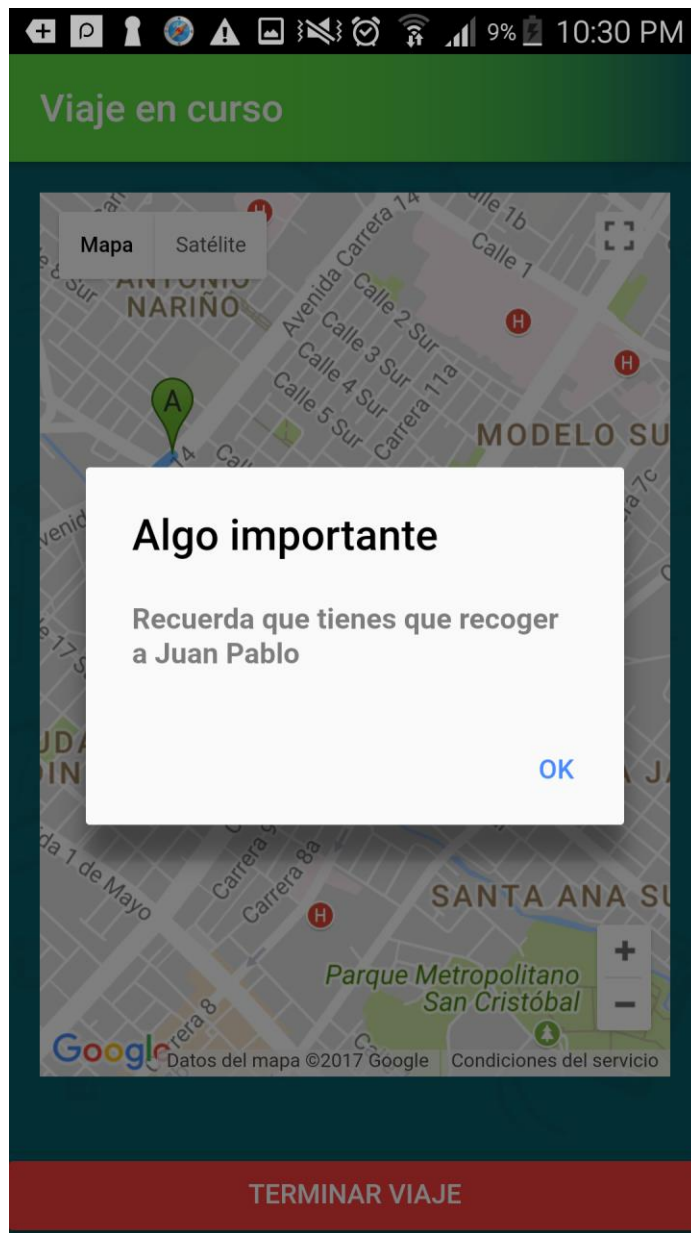 9% 10:30 PM
Viaje en curso
Mapa Satélite
Avenida Carrera 14
Calle 1
ANTONIO
NARIÑO
Calle 2 Sur
Calle 3 Sur
Calle 4 Sur
Calle 5 Sur
Carrera 11a
H
H
H
A
MODELO SU
14
Algo importante
Recuerda que tienes que recoger
a Juan Pablo
OK
Carrera 8a
SANTA ANA SU
H
Parque Metropolitano
San Cristóbal
+
−
Google
Datos del mapa ©2017 Google Condiciones del servicio
TERMINAR VIAJE